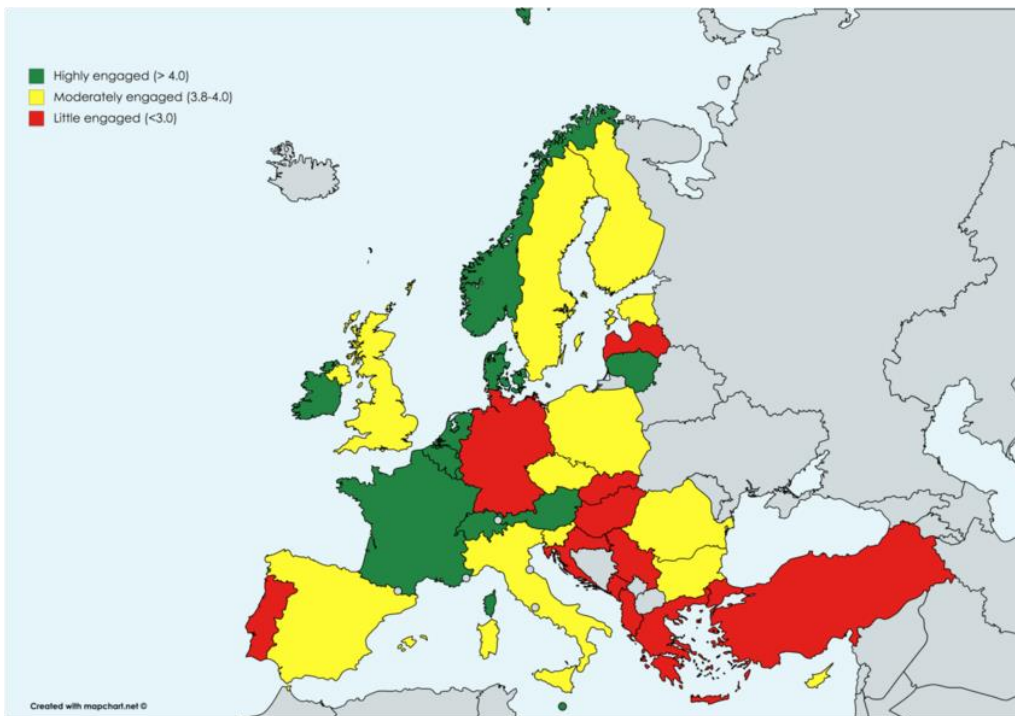 Highly engaged (> 4.0)
Moderately engaged (3.8-4.0)
Little engaged (<3.0)
Created with mapchart.net ©